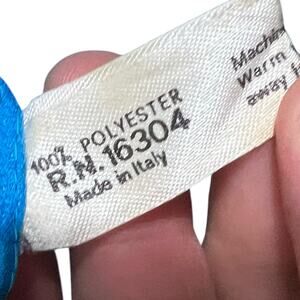 100% POLYESTER
R.N. 16304
Made in Italy
Machine
Warm
away